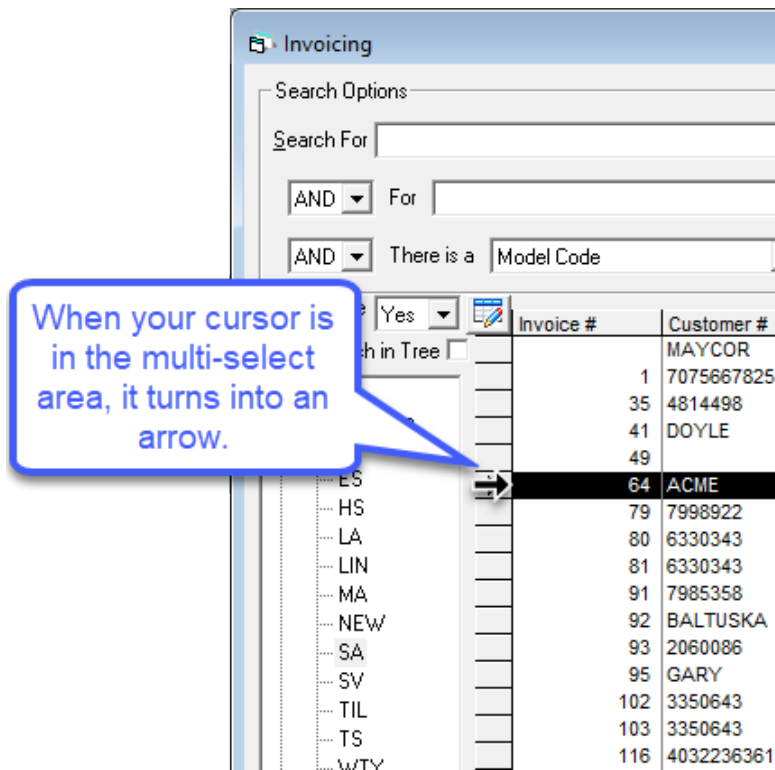 Invoicing
Search Options
Search For
AND For
AND There is a Model Code
When your cursor is
in the multi-select
area, it turns into an
arrow.
Yes
h in Tree
Invoice # Customer #
MAYCOR
1 7075667825
35 4814498
41 DOYLE
49
64 ACME
79 7998922
80 6330343
81 6330343
91 7985358
92 BALTUSKA
93 2060086
95 GARY
102 3350643
103 3350643
116 4032236361
ES
HS
LA
LIN
MA
NEW
SA
SV
TIL
TS
WTY